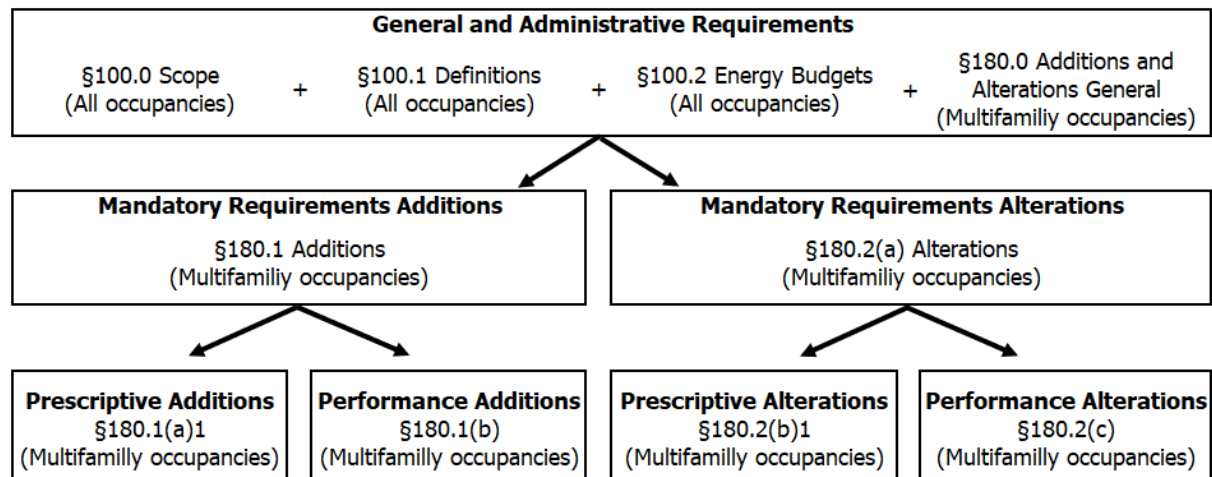 General and Administrative Requirements
§100.0 Scope
(All occupancies)
+
§100.1 Definitions
(All occupancies)
+
§100.2 Energy Budgets
(All occupancies)
+
§180.0 Additions and
Alterations General
(Multifamiliy occupancies)
Mandatory Requirements Additions
§180.1 Additions
(Multifamiliy occupancies)
Mandatory Requirements Alterations
§180.2(a) Alterations
(Multifamiliy occupancies)
Prescriptive Additions
§180.1(a)1
(Multifamilly occupancies)
Performance Additions
§180.1(b)
(Multifamilly occupancies)
Prescriptive Alterations
§180.2(b)1
(Multifamilly occupancies)
Performance Alterations
§180.2(c)
(Multifamilly occupancies)